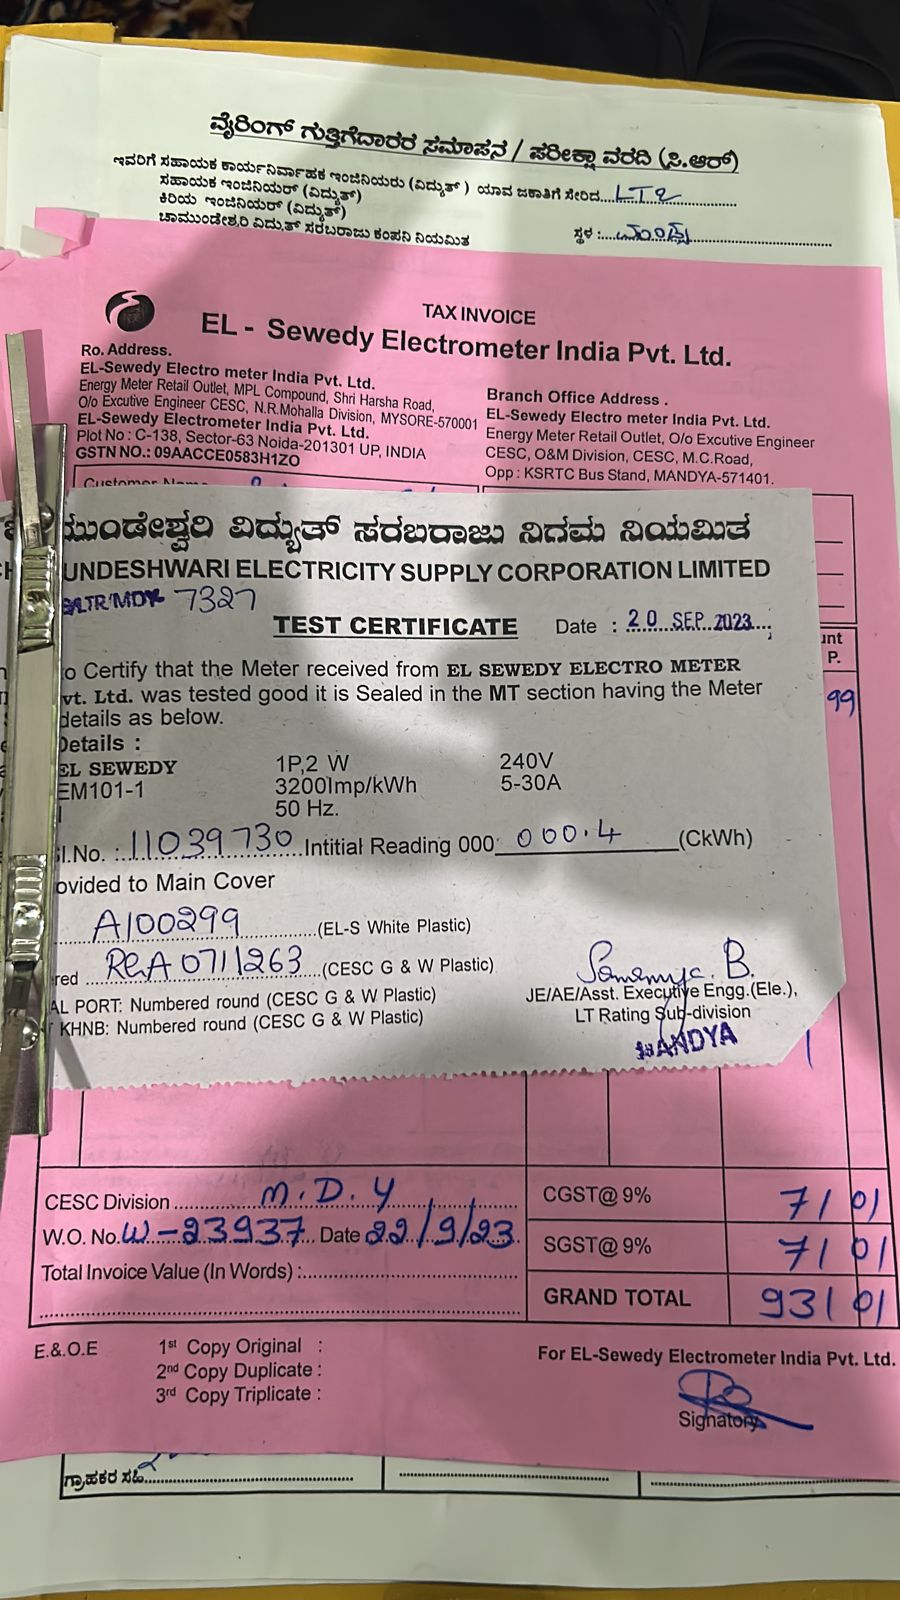 ವೈರಿಂಗ್ ಗುತ್ತಿಗೆದಾರರ ಸಮಾಪನ / ಪರೀಕ್ಷಾ ವರದಿ (ಸಿ.ಆರ್)
ಇವರಿಗೆ ಸಹಾಯಕ ಕಾರ್ಯನಿರ್ವಾಹಕ ಇಂಜಿನಿಯರು (ವಿದ್ಯುತ್ ) ಯಾವ ಜಕಾತಿಗೆ ಸೇರಿದ....LT2
ಸಹಾಯಕ ಇಂಜಿನಿಯರ್ (ವಿದ್ಯುತ್)
ಕಿರಿಯ ಇಂಜಿನಿಯರ್ (ವಿದ್ಯುತ್)
ಚಾಮುಂಡೇಶ್ವರಿ ವಿದ್ಯುತ್ ಸರಬರಾಜು ಕಂಪನಿ ನಿಯಮಿತ ಸ್ಥಳ :....ಮಂಡ್ಯ
TAX INVOICE
EL - Sewedy Electrometer India Pvt. Ltd.
Ro. Address.
EL-Sewedy Electro meter India Pvt. Ltd.
Energy Meter Retail Outlet, MPL Compound, Shri Harsha Road,
O/o Excutive Engineer CESC, N.R.Mohalla Division, MYSORE-570001
EL-Sewedy Electrometer India Pvt. Ltd.
Plot No : C-138, Sector-63 Noida-201301 UP, INDIA
GSTN NO.: 09AACCE0583H1ZO
Branch Office Address .
EL-Sewedy Electro meter India Pvt. Ltd.
Energy Meter Retail Outlet, O/o Excutive Engineer
CESC, O&M Division, CESC, M.C.Road,
Opp : KSRTC Bus Stand, MANDYA-571401.
Customer
ಮುಂಡೇಶ್ವರಿ ವಿದ್ಯುತ್ ಸರಬರಾಜು ನಿಗಮ ನಿಯಮಿತ
UNDESHWARI ELECTRICITY SUPPLY CORPORATION LIMITED
LTR/MDY 7327
TEST CERTIFICATE Date : 20 SEP 2023
P.
99
o Certify that the Meter received from EL SEWEDY ELECTRO METER
vt. Ltd. was tested good it is Sealed in the MT section having the Meter
details as below.
Details :
EL SEWEDY 1P,2 W 240V
EM101-1 3200Imp/kWh 5-30A
50 Hz.
l.No. : 11039730 Intitial Reading 000 000.4 (CkWh)
ovided to Main Cover
A100299 (EL-S White Plastic)
red ReA0711263 (CESC G & W Plastic)
AL PORT: Numbered round (CESC G & W Plastic)
KHNB: Numbered round (CESC G & W Plastic)
JE/AE/Asst. Executive Engg.(Ele.),
LT Rating Sub-division
MANDYA
CESC Division M.D.Y CGST@ 9% 71 01
W.O. No. W-23937 Date 22/9/23 SGST@ 9% 71 01
Total Invoice Value (In Words) :
GRAND TOTAL 931 01
E.&.O.E 1st Copy Original :
2nd Copy Duplicate :
3rd Copy Triplicate :
For EL-Sewedy Electrometer India Pvt. Ltd.
Signatory
ಗ್ರಾಹಕರ ಸಹಿ